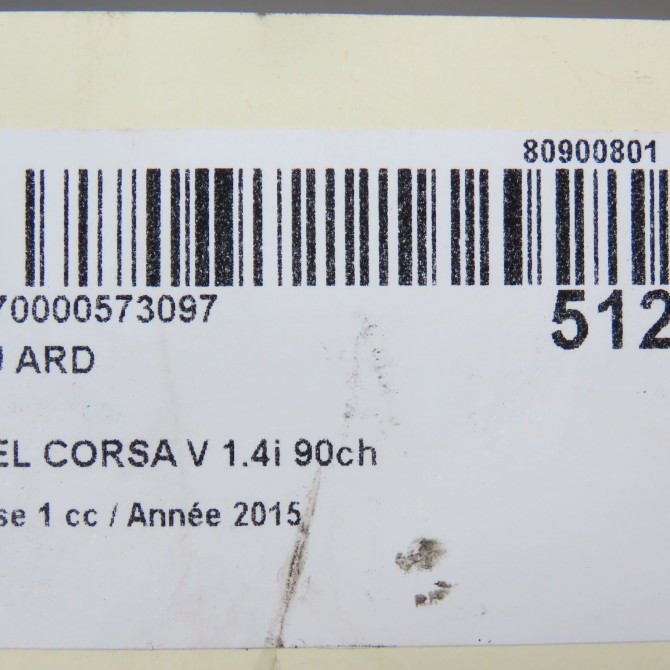 80900801
70000573097
512
ARD
EL CORSA V 1.4i 90ch
se 1 cc / Année 2015